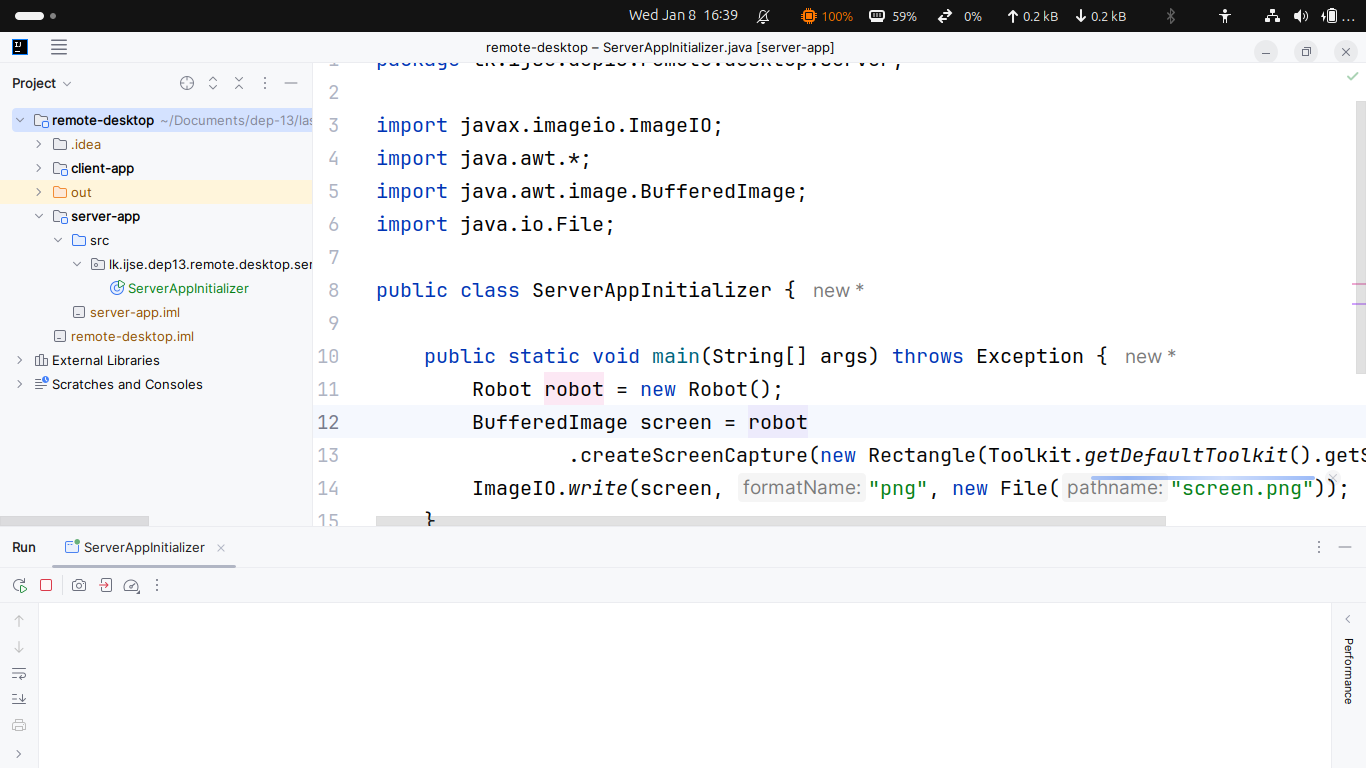 Wed Jan 8 16:39
100%
59%
0%
0.2 kB
0.2 kB
remote-desktop – ServerAppInitializer.java [server-app]
Project
remote-desktop ~/Documents/dep-13/las
.idea
client-app
out
server-app
src
lk.ijse.dep13.remote.desktop.ser
ServerAppInitializer
server-app.iml
remote-desktop.iml
External Libraries
Scratches and Consoles
2
3 import javax.imageio.ImageIO;
4 import java.awt.*;
5 import java.awt.image.BufferedImage;
6 import java.io.File;
7
8 public class ServerAppInitializer { new *
9
10 public static void main(String[] args) throws Exception { new *
11 Robot robot = new Robot();
12 BufferedImage screen = robot
13 .createScreenCapture(new Rectangle(Toolkit.getDefaultToolkit().getS
14 ImageIO.write(screen, formatName: "png", new File( pathname: "screen.png"));
15 }
Run
ServerAppInitializer
Performance